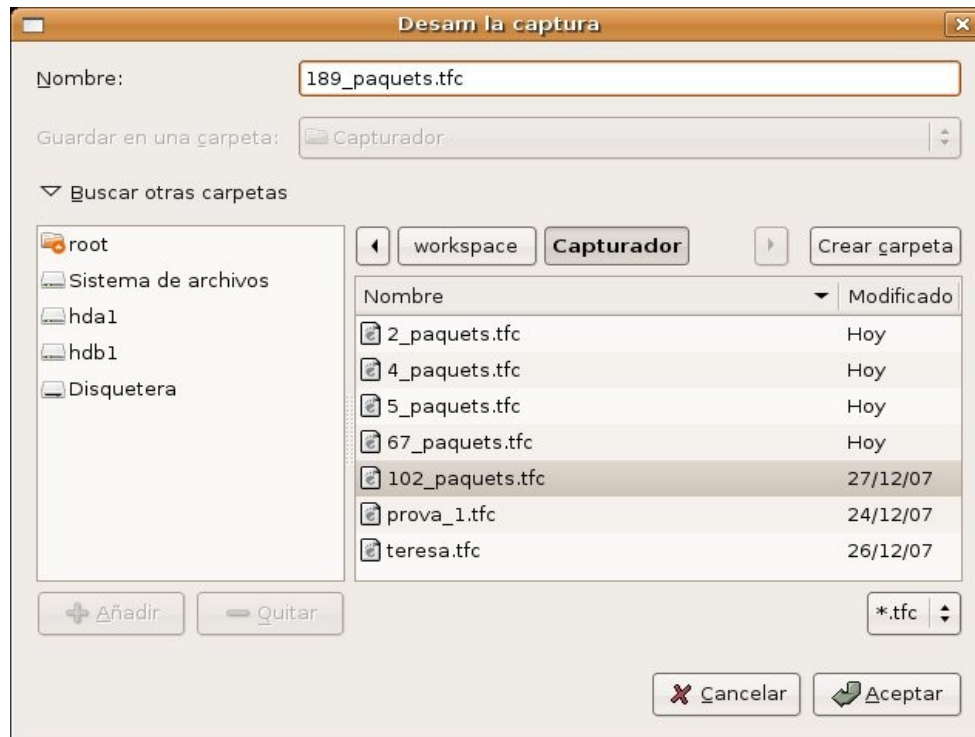 Desam la captura
Nombre: 189_paquets.tfc
Guardar en una carpeta: Capturador
Buscar otras carpetas
root
Sistema de archivos
hda1
hdb1
Disquetera
workspace Capturador Crear carpeta
Nombre Modificado
2_paquets.tfc Hoy
4_paquets.tfc Hoy
5_paquets.tfc Hoy
67_paquets.tfc Hoy
102_paquets.tfc 27/12/07
prova_1.tfc 24/12/07
teresa.tfc 26/12/07
Añadir Quitar *.tfc
Cancelar Aceptar